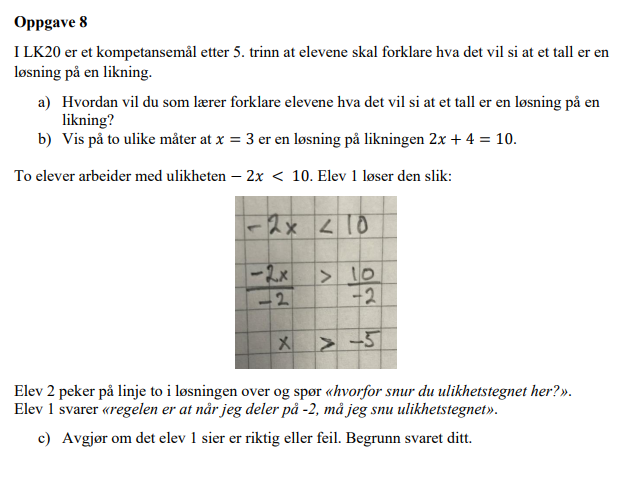 Oppgave 8
I LK20 er et kompetansemål etter 5. trinn at elevene skal forklare hva det vil si at et tall er en
løsning på en likning.
a) Hvordan vil du som lærer forklare elevene hva det vil si at et tall er en løsning på en
likning?
b) Vis på to ulike måter at x = 3 er en løsning på likningen 2x + 4 = 10.
To elever arbeider med ulikheten − 2x < 10. Elev 1 løser den slik:
-2x < 10
-2x > 10
-2 -2
x > -5
Elev 2 peker på linje to i løsningen over og spør «hvorfor snur du ulikhetstegnet her?».
Elev 1 svarer «regelen er at når jeg deler på -2, må jeg snu ulikhetstegnet».
c) Avgjør om det elev 1 sier er riktig eller feil. Begrunn svaret ditt.